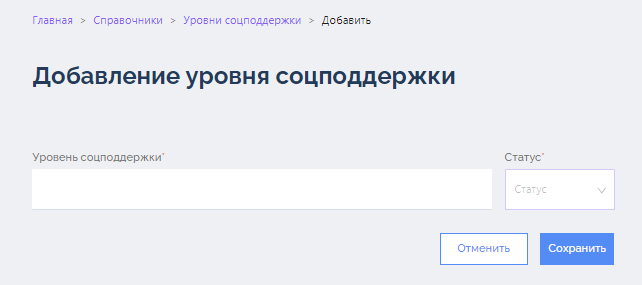 Главная > Справочники > Уровни соцподдержки > Добавить
Добавление уровня соцподдержки
Уровень соцподдержки* Статус*
Статус
Отменить Сохранить